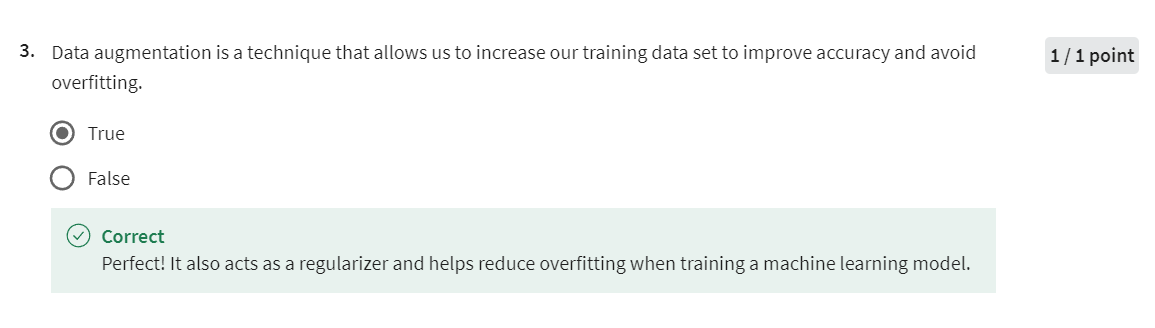 3. Data augmentation is a technique that allows us to increase our training data set to improve accuracy and avoid
overfitting.
1 / 1 point
True
False
Correct
Perfect! It also acts as a regularizer and helps reduce overfitting when training a machine learning model.